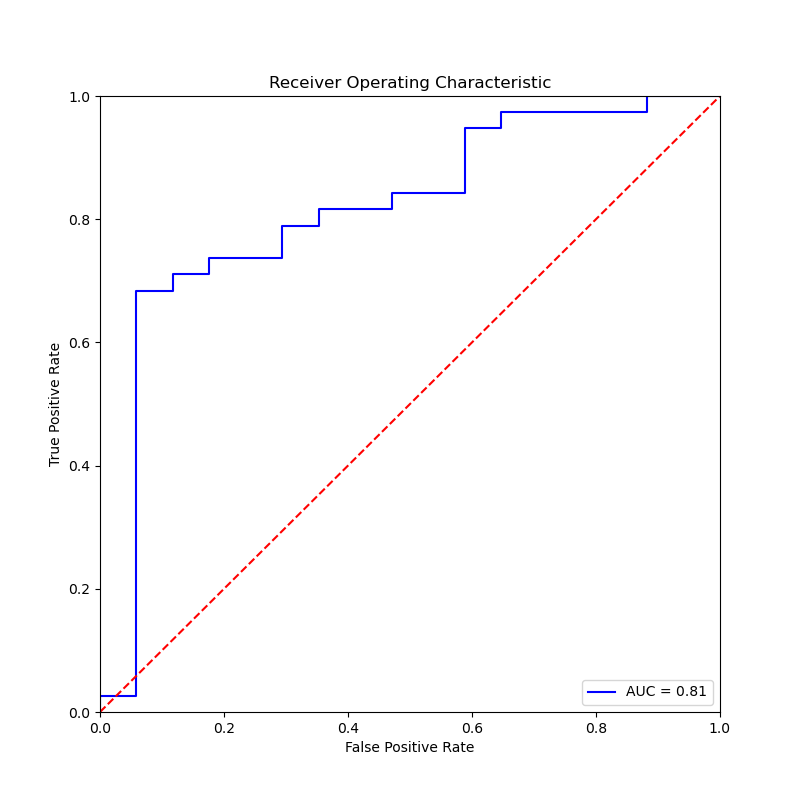 Receiver Operating Characteristic
1.0
0.8
0.6
0.4
0.2
0.0
True Positive Rate
AUC = 0.81
0.0 0.2 0.4 0.6 0.8 1.0
False Positive Rate